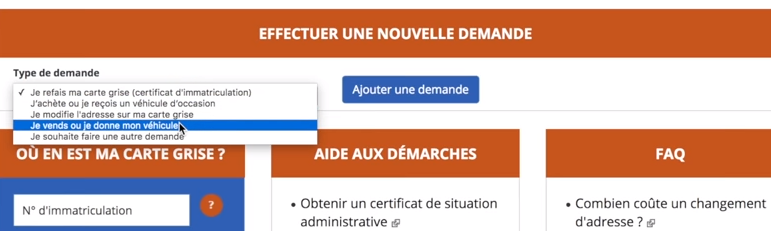 EFFECTUER UNE NOUVELLE DEMANDE
Type de demande
✓ Je refais ma carte grise (certificat d'immatriculation)
J'achète ou je reçois un véhicule d'occasion
Je modifie l'adresse sur ma carte grise
Je vends ou je donne mon véhicule
Je souhaite faire une autre demande
Ajouter une demande
OÙ EN EST MA CARTE GRISE ?
N° d'immatriculation
?
AIDE AUX DÉMARCHES
• Obtenir un certificat de situation
administrative
FAQ
• Combien coûte un changement
d'adresse ?